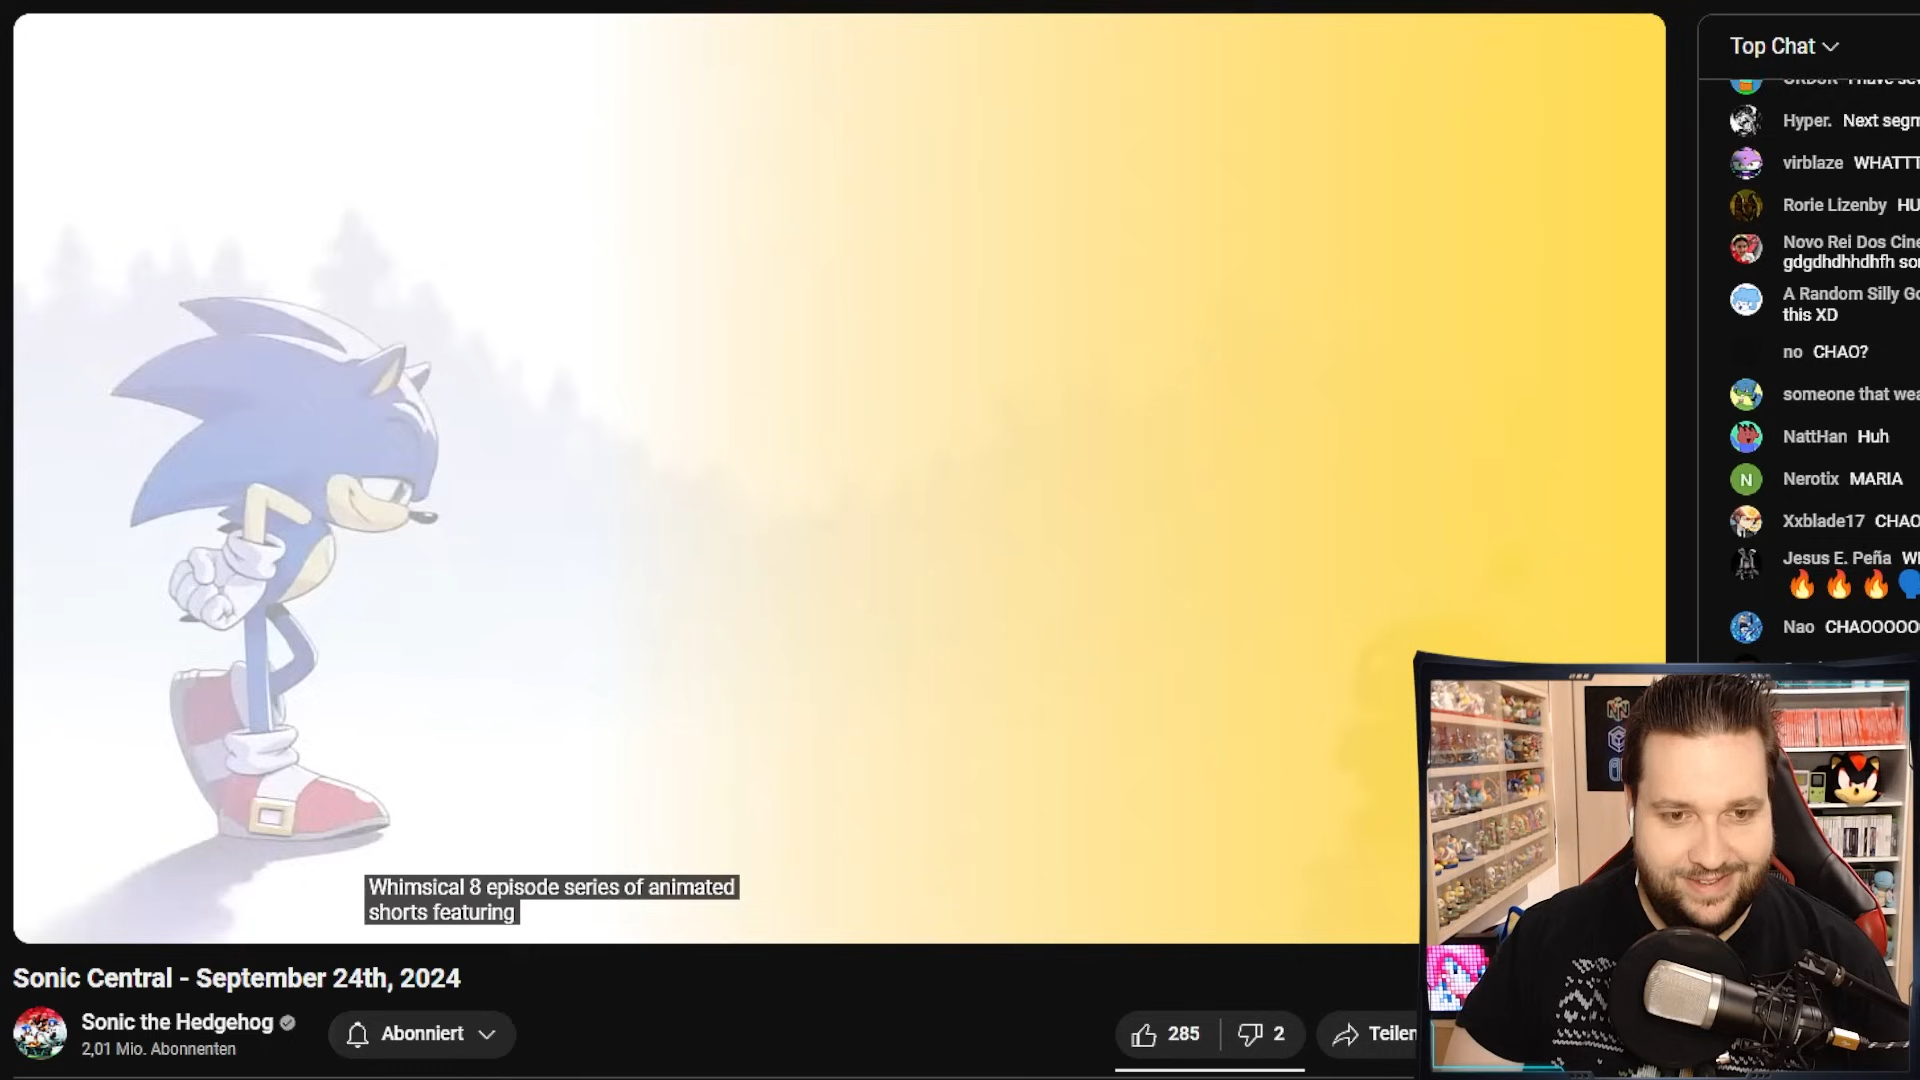 Top Chat
Hyper. Next segm
virblaze WHATTT
Rorie Lizenby HU
Novo Rei Dos Cine
gdgdhdhhdhfh so
A Random Silly Go
this XD
no CHAO?
someone that wea
NattHan Huh
N
Nerotix MARIA
Xxblade17 CHAO
Jesus E. Peña W
Nao CHAOOOOO
Whimsical 8 episode series of animated
shorts featuring
Sonic Central - September 24th, 2024
Sonic the Hedgehog
2,01 Mio. Abonnenten
Abonniert
285
2
Teilen